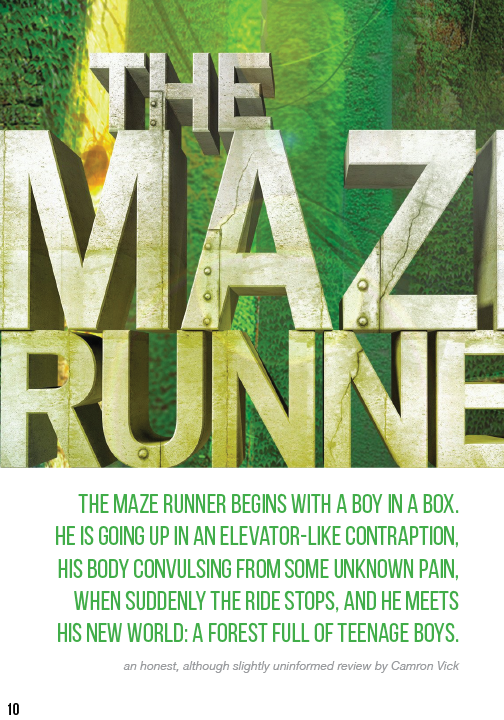 THE
MAZE
RUNNE
THE MAZE RUNNER BEGINS WITH A BOY IN A BOX.
HE IS GOING UP IN AN ELEVATOR-LIKE CONTRAPTION,
HIS BODY CONVULSING FROM SOME UNKNOWN PAIN,
WHEN SUDDENLY THE RIDE STOPS, AND HE MEETS
HIS NEW WORLD: A FOREST FULL OF TEENAGE BOYS.
an honest, although slightly uninformed review by Camron Vick
10